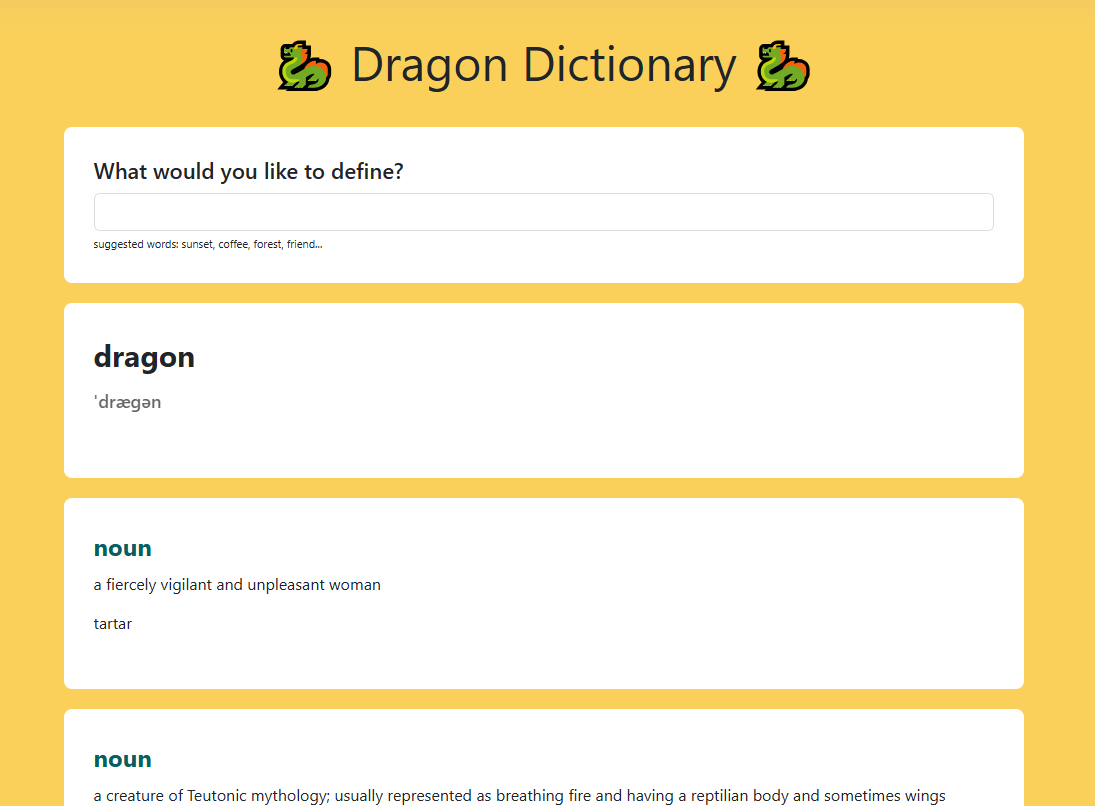 Dragon Dictionary
What would you like to define?
suggested words: sunset, coffee, forest, friend...
dragon
ˈdrægən
noun
a fiercely vigilant and unpleasant woman
tartar
noun
a creature of Teutonic mythology; usually represented as breathing fire and having a reptilian body and sometimes wings